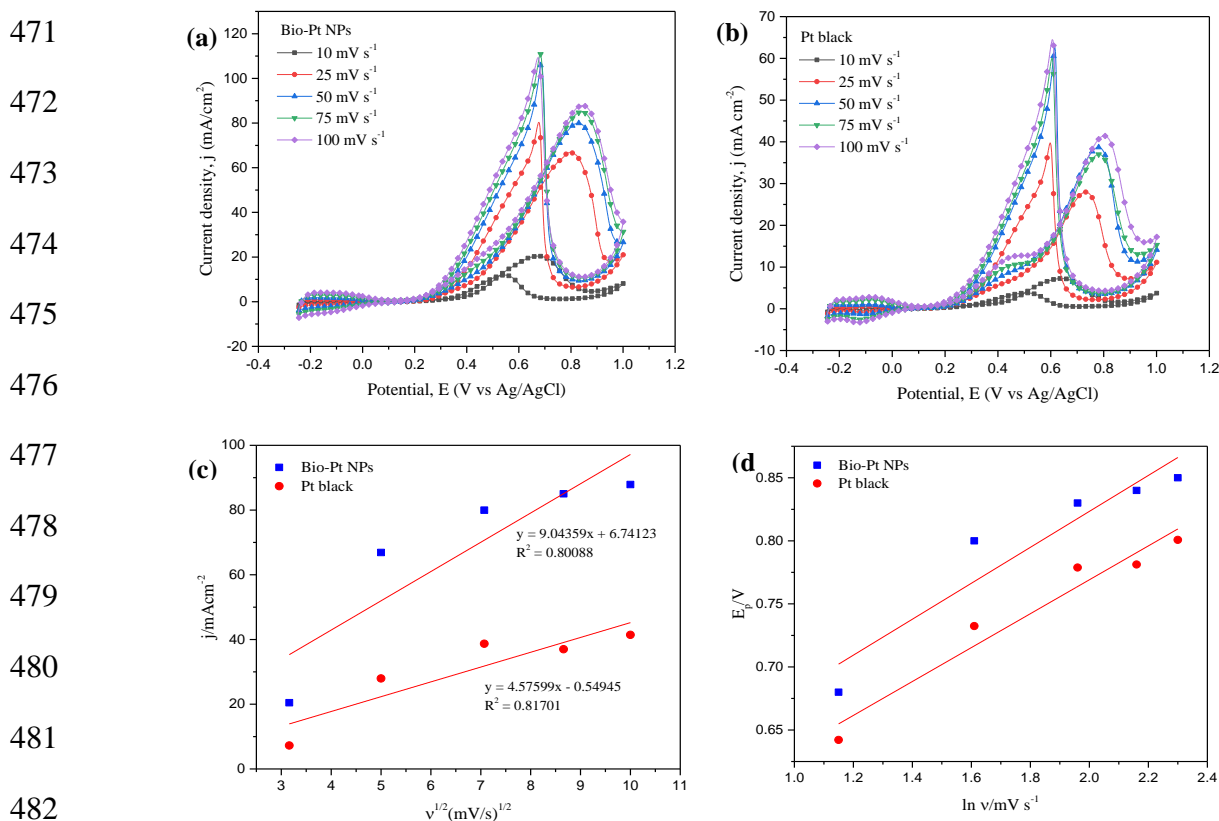 471
472
473
474
475
476
477
478
479
480
481
482
(a)
Bio-Pt NPs
10 mV s⁻¹
25 mV s⁻¹
50 mV s⁻¹
75 mV s⁻¹
100 mV s⁻¹
120
100
80
60
40
20
0
-20
Current density, j (mA/cm²)
-0.4 -0.2 0.0 0.2 0.4 0.6 0.8 1.0 1.2
Potential, E (V vs Ag/AgCl)
(b)
Pt black
10 mV s⁻¹
25 mV s⁻¹
50 mV s⁻¹
75 mV s⁻¹
100 mV s⁻¹
70
60
50
40
30
20
10
0
-10
Current density, j (mA cm⁻²)
-0.4 -0.2 0.0 0.2 0.4 0.6 0.8 1.0 1.2
Potential, E (V vs Ag/AgCl)
(c)
Bio-Pt NPs
Pt black
100
80
60
40
20
0
j/mAcm⁻²
y = 9.04359x + 6.74123
R² = 0.80088
y = 4.57599x - 0.54945
R² = 0.81701
3 4 5 6 7 8 9 10 11
ν^1/2(mV/s)^1/2
(d)
Bio-Pt NPs
Pt black
0.85
0.80
0.75
0.70
0.65
Eₚ/V
1.0 1.2 1.4 1.6 1.8 2.0 2.2 2.4
ln ν/mV s⁻¹